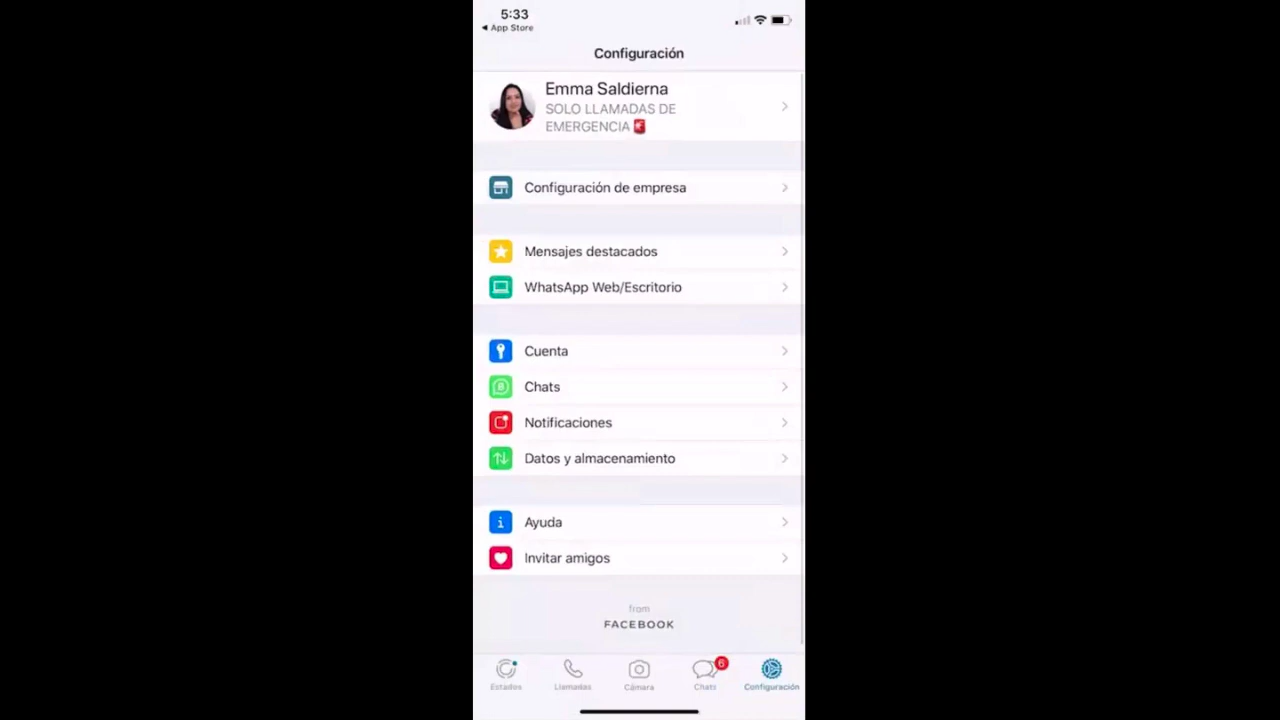 5:33
App Store
Configuración
Emma Saldierna
SOLO LLAMADAS DE
EMERGENCIA🚨
Configuración de empresa
Mensajes destacados
WhatsApp Web/Escritorio
Cuenta
Chats
Notificaciones
Datos y almacenamiento
Ayuda
Invitar amigos
from
FACEBOOK
6
Estados Llamadas Cámara Chats Configuración